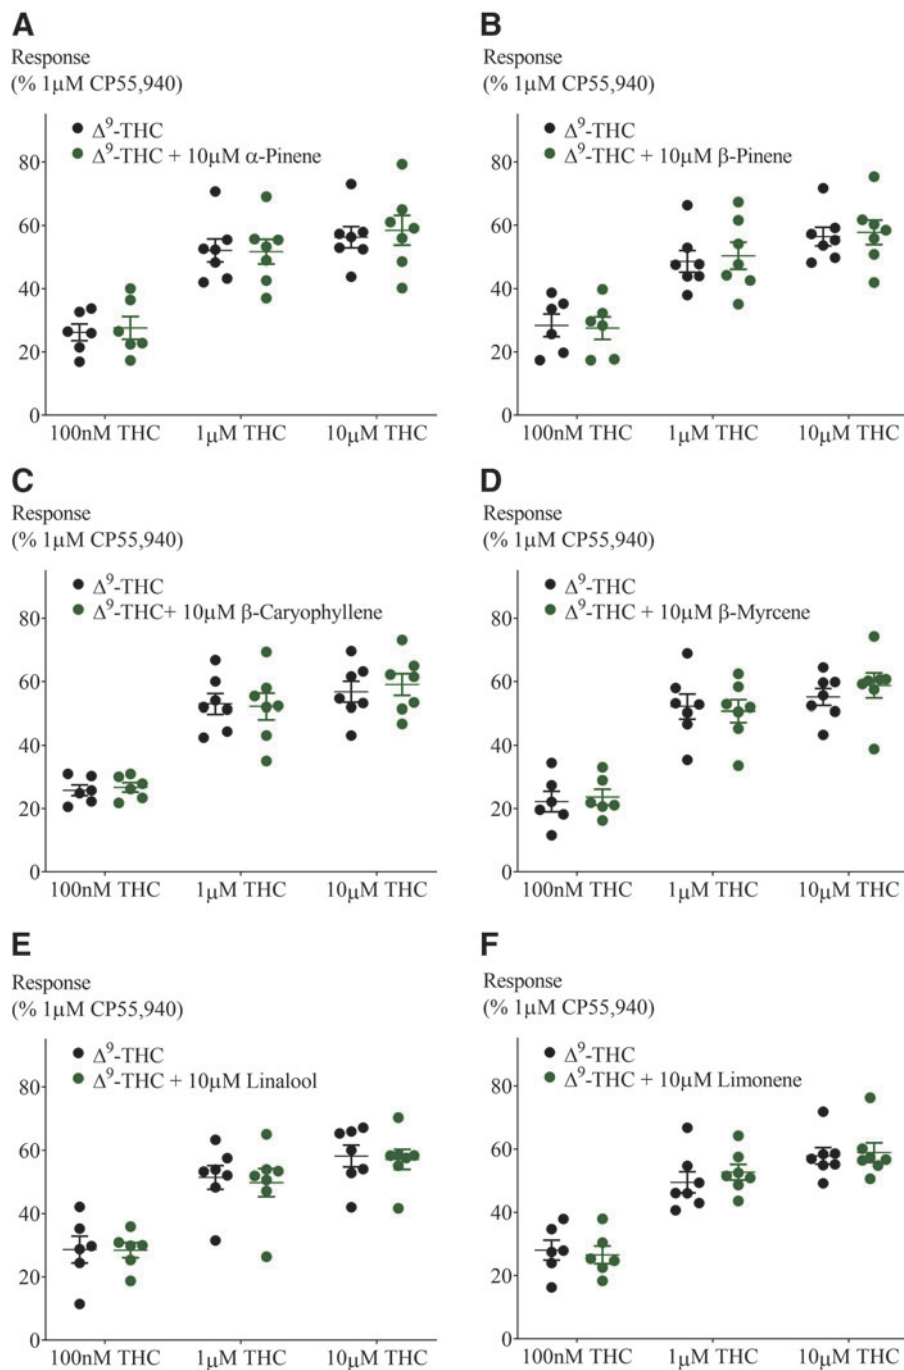 A
Response
(% 1μM CP55,940)
Δ⁹-THC
Δ⁹-THC + 10μM α-Pinene
80
60
40
20
0
100nM THC 1μM THC 10μM THC
B
Response
(% 1μM CP55,940)
Δ⁹-THC
Δ⁹-THC + 10μM β-Pinene
80
60
40
20
0
100nM THC 1μM THC 10μM THC
C
Response
(% 1μM CP55,940)
Δ⁹-THC
Δ⁹-THC+ 10μM β-Caryophyllene
80
60
40
20
0
100nM THC 1μM THC 10μM THC
D
Response
(% 1μM CP55,940)
Δ⁹-THC
Δ⁹-THC + 10μM β-Myrcene
80
60
40
20
0
100nM THC 1μM THC 10μM THC
E
Response
(% 1μM CP55,940)
Δ⁹-THC
Δ⁹-THC + 10μM Linalool
80
60
40
20
0
100nM THC 1μM THC 10μM THC
F
Response
(% 1μM CP55,940)
Δ⁹-THC
Δ⁹-THC + 10μM Limonene
80
60
40
20
0
100nM THC 1μM THC 10μM THC